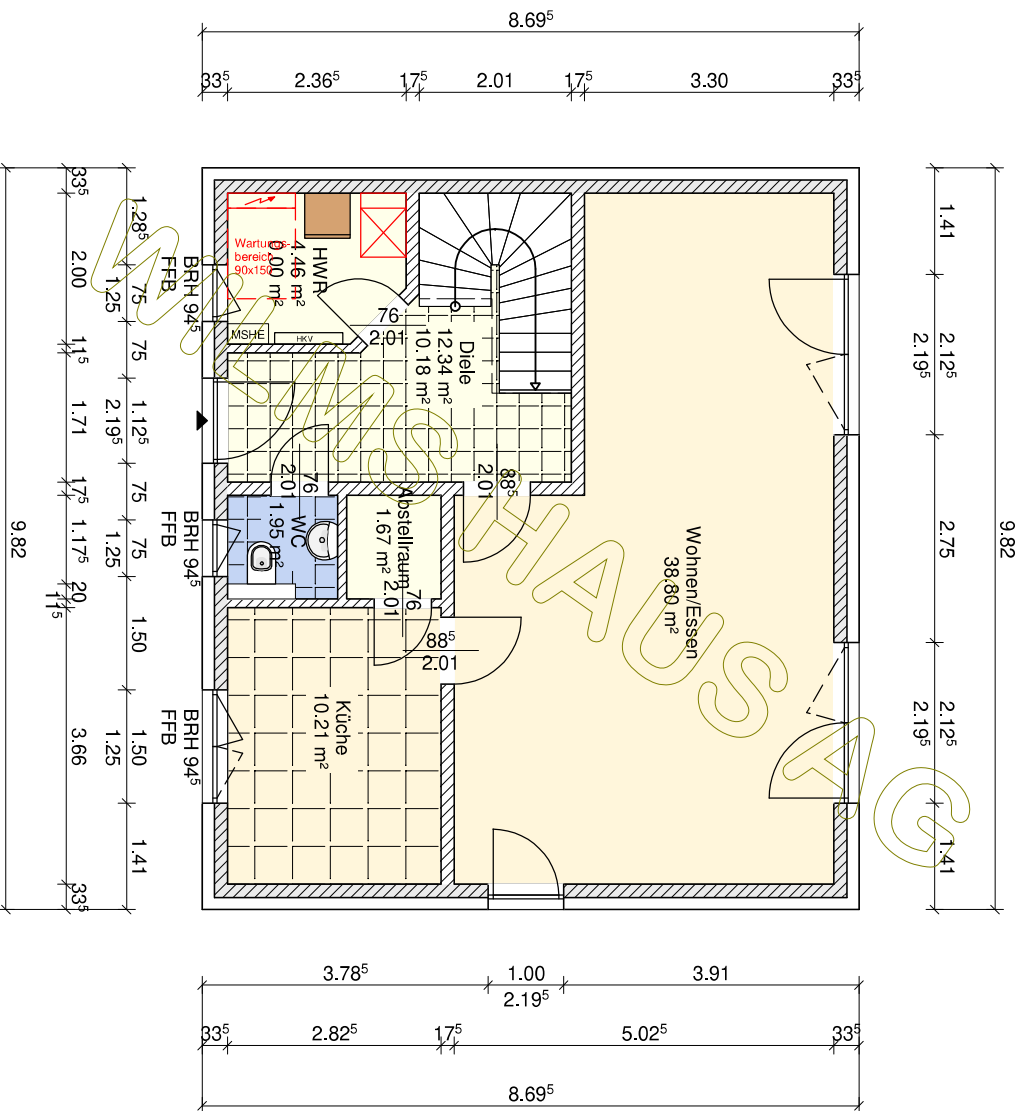 8.69⁵
33⁵ 2.36⁵ 17⁵ 2.01 17⁵ 3.30 33⁵
9.82
33⁵ 2.00 11⁵ 1.71 17⁵ 1.17⁵ 20 11⁵ 3.66 33⁵
1.28⁵ 75 75 1.12⁵ 75 75 1.50 1.50 1.41
1.25 2.19⁵ 1.25 1.25
BRH 94⁵
FFB
BRH 94⁵
FFB
BRH 94⁵
FFB
Wartungs-
bereich
90x150
HWR
4.46 m²
0.00 m²
MSHE
HKV
76
2.01
Diele
12.34 m²
10.18 m²
76
2.01
88⁵
2.01
WC
1.95 m²
Abstellraum
1.67 m²
76
2.01
88⁵
2.01
Küche
10.21 m²
Wohnen/Essen
38.80 m²
WILMS HAUS AG
1.41 2.12⁵ 2.75 2.12⁵ 1.41
2.19⁵ 2.19⁵
9.82
3.78⁵ 1.00 3.91
2.19⁵
33⁵ 2.82⁵ 17⁵ 5.02⁵ 33⁵
8.69⁵